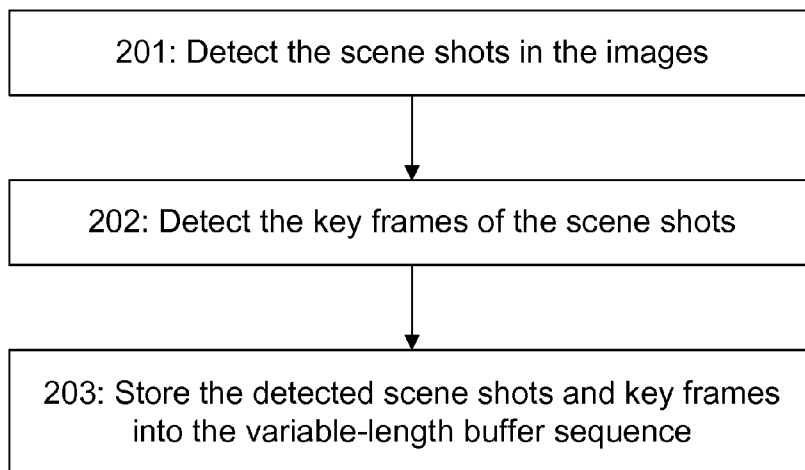 201: Detect the scene shots in the images
202: Detect the key frames of the scene shots
203: Store the detected scene shots and key frames
into the variable-length buffer sequence